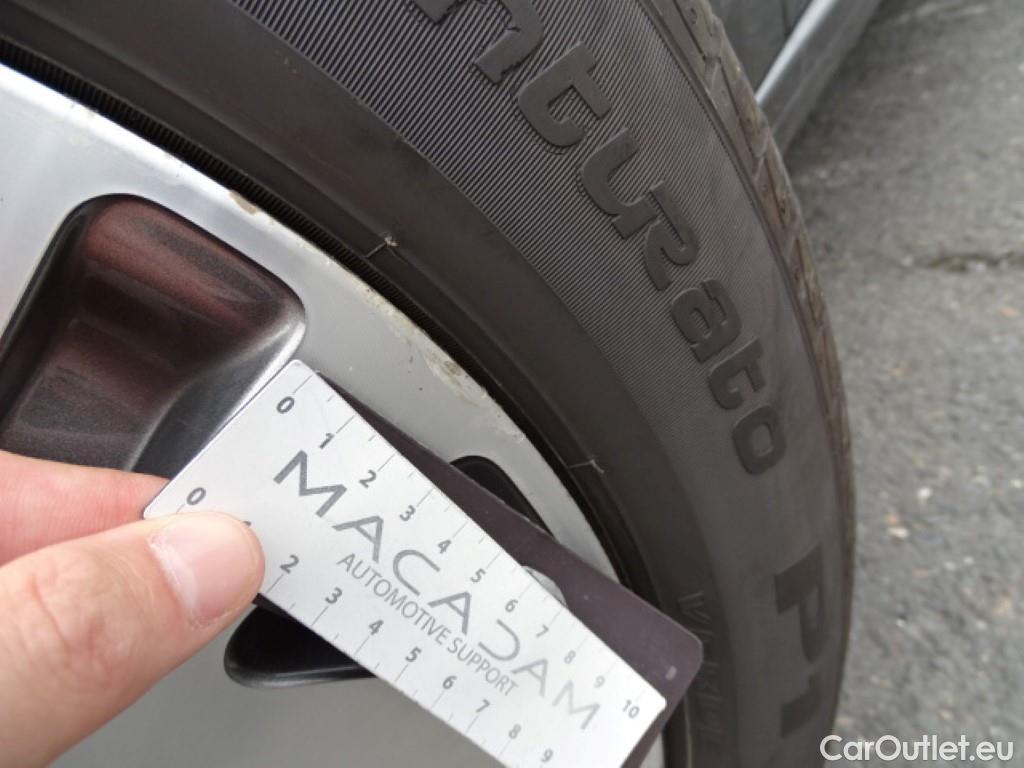 nturato
P1
0 1 2 3 4 5 6 7 8 9 10
MACADAM
AUTOMOTIVE SUPPORT
0 2 3 4 5 6 7 8 9
CarOutlet.eu